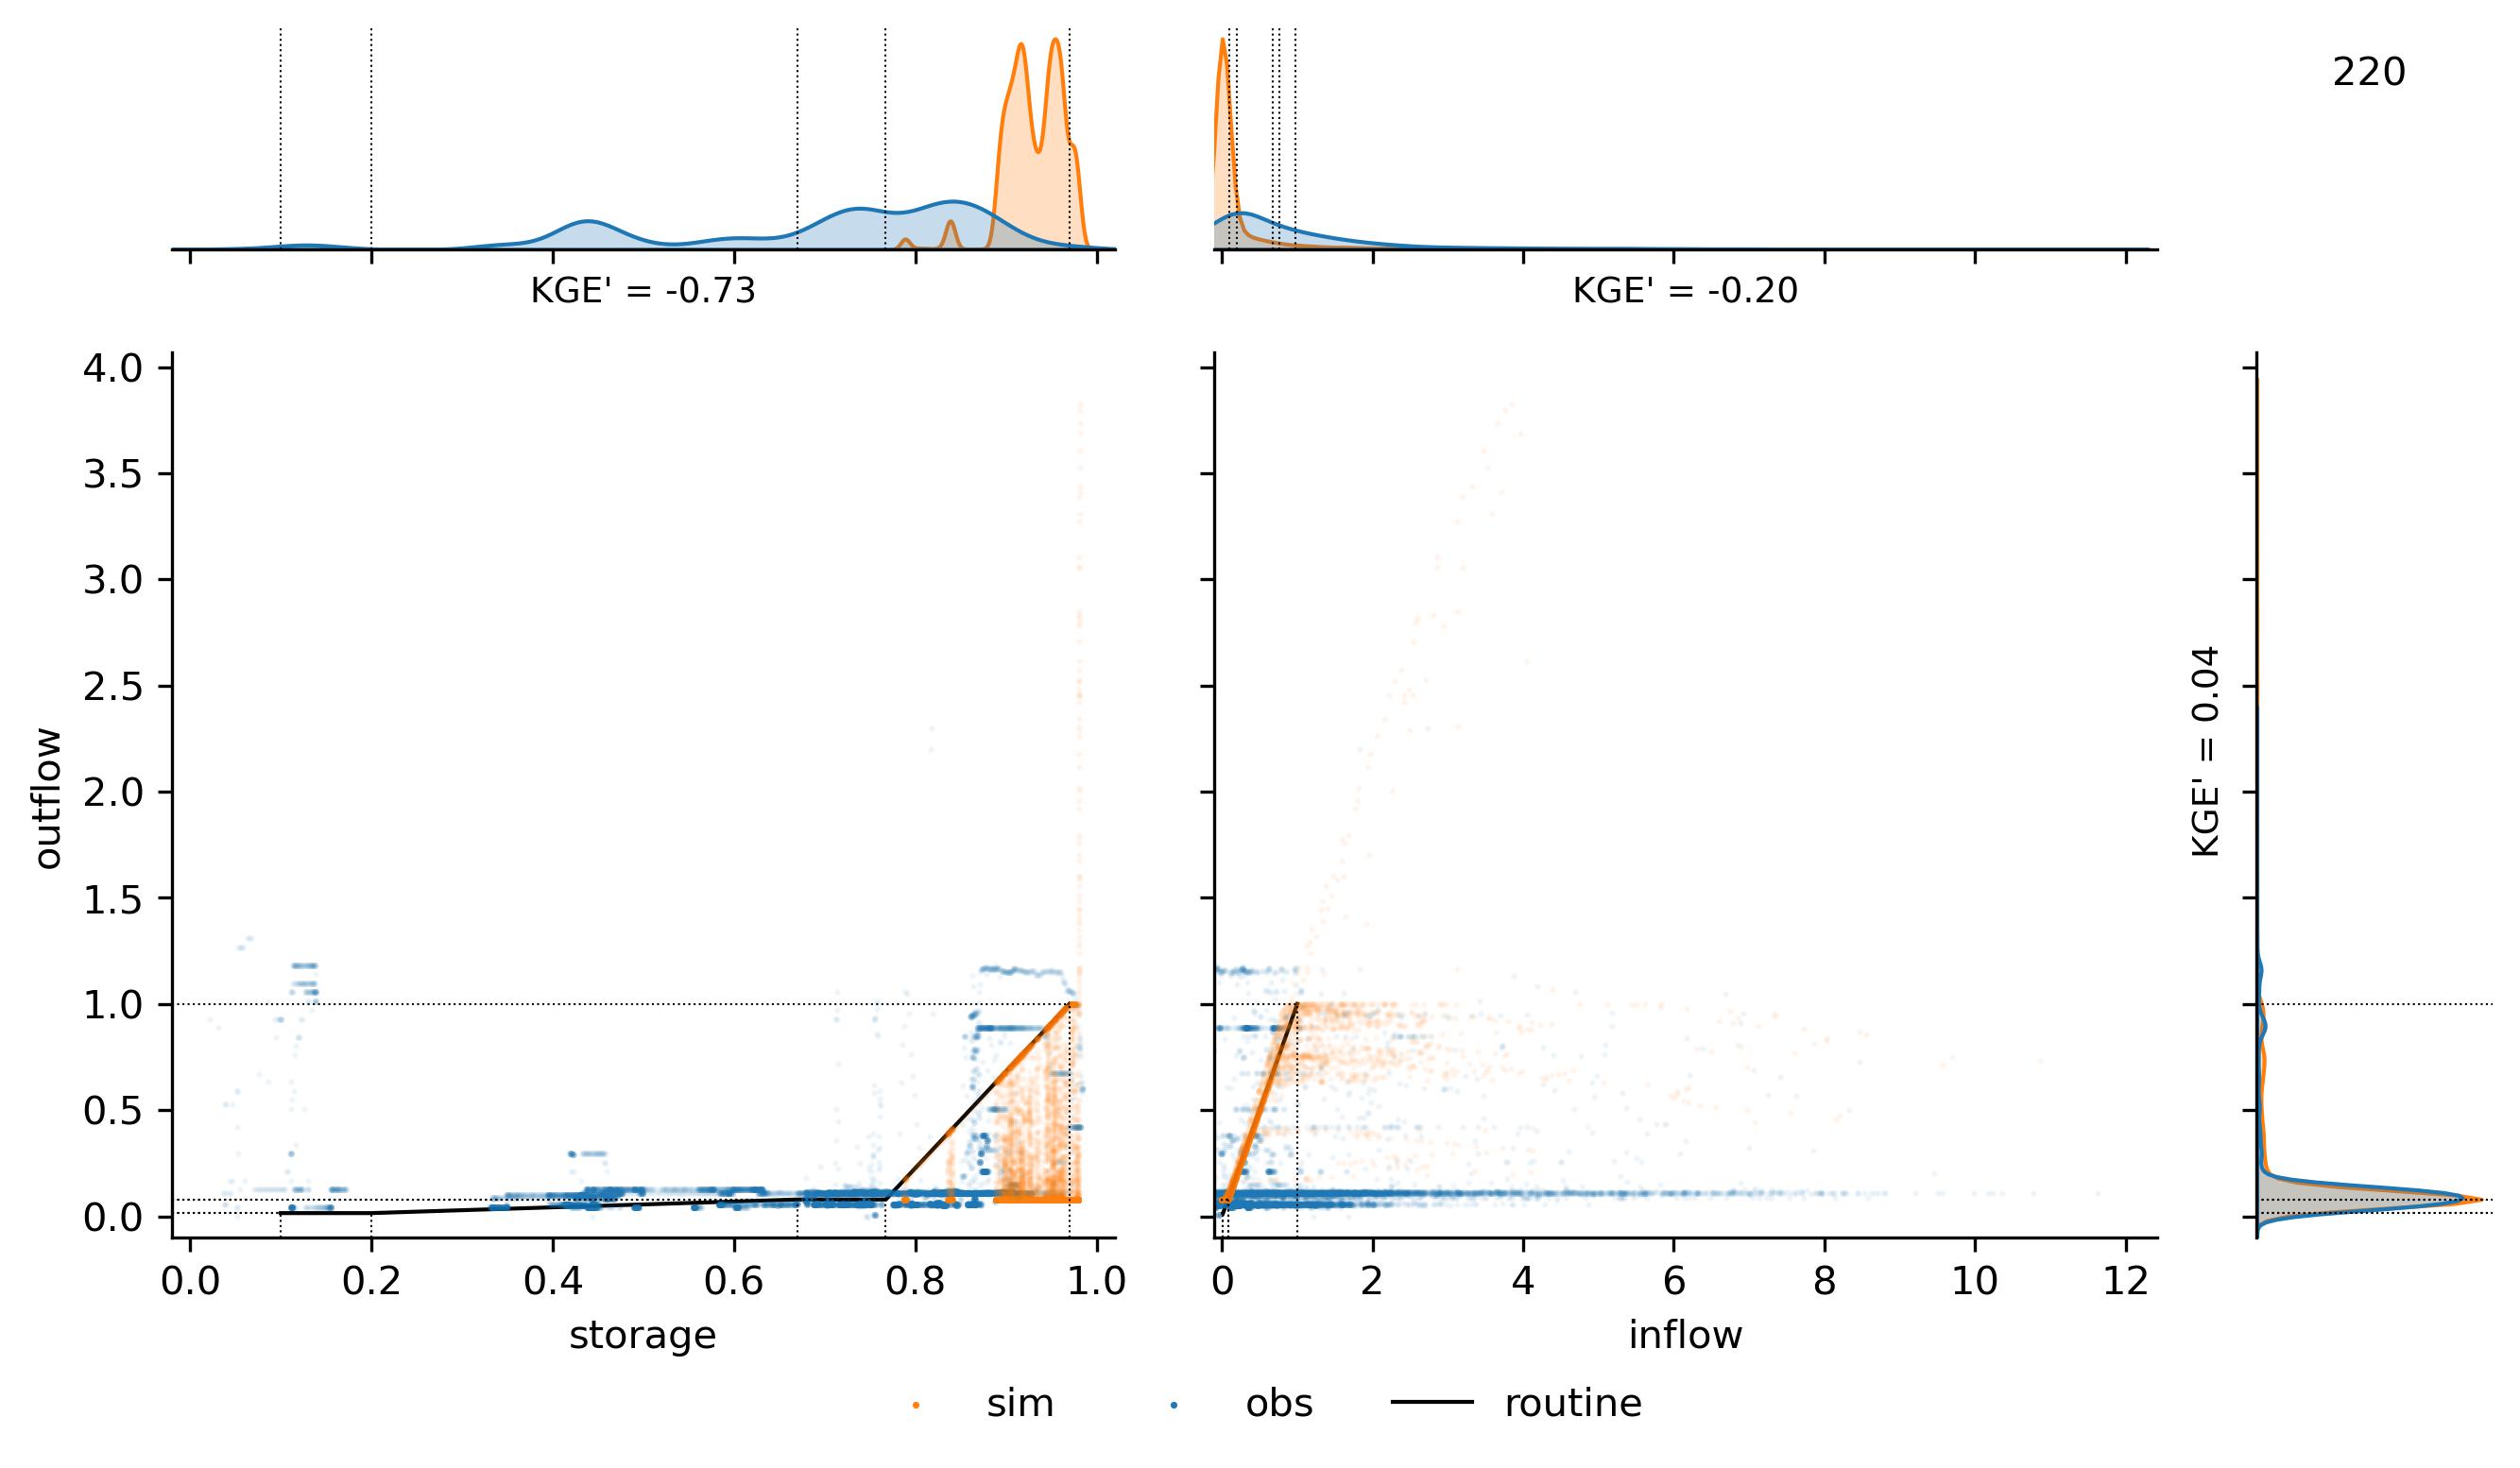 220
KGE' = -0.73
KGE' = -0.20
4.0
3.5
3.0
2.5
2.0
1.5
1.0
0.5
0.0
outflow
KGE' = 0.04
0.0 0.2 0.4 0.6 0.8 1.0
storage
0 2 4 6 8 10 12
inflow
sim obs routine